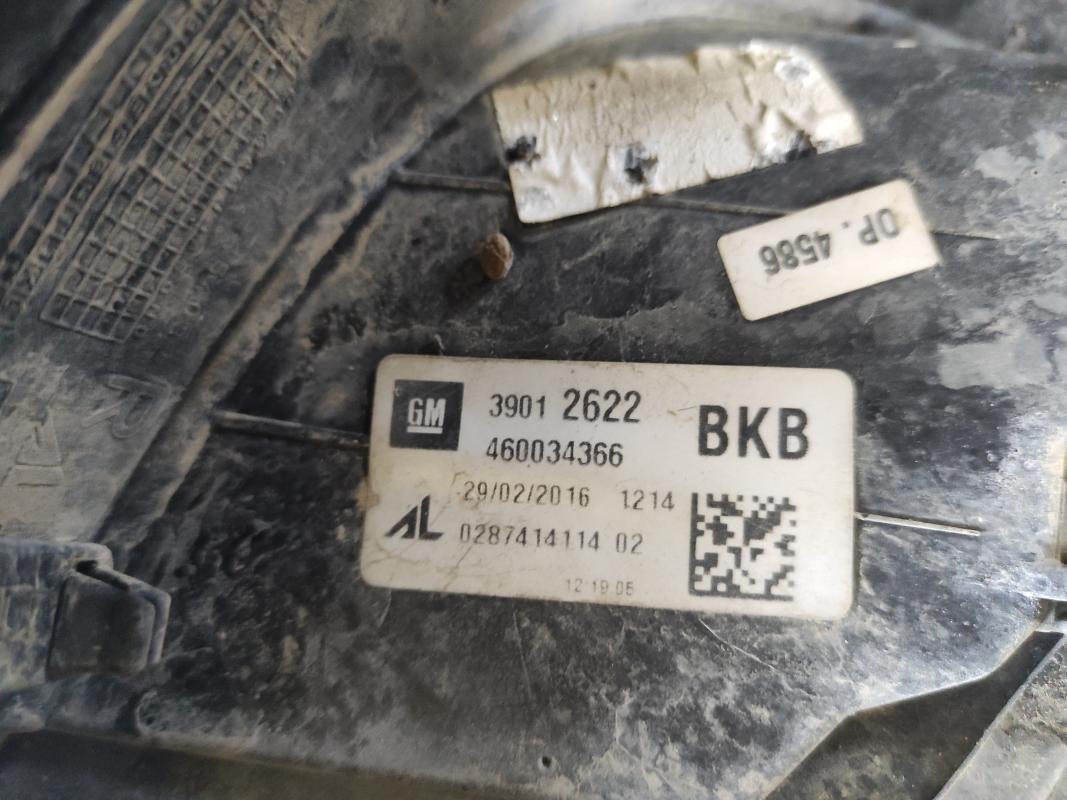 OP. 4586
GM
3901 2622
BKB
460034366
29/02/2016 1214
AL
0287414114 02
12:19:05
R